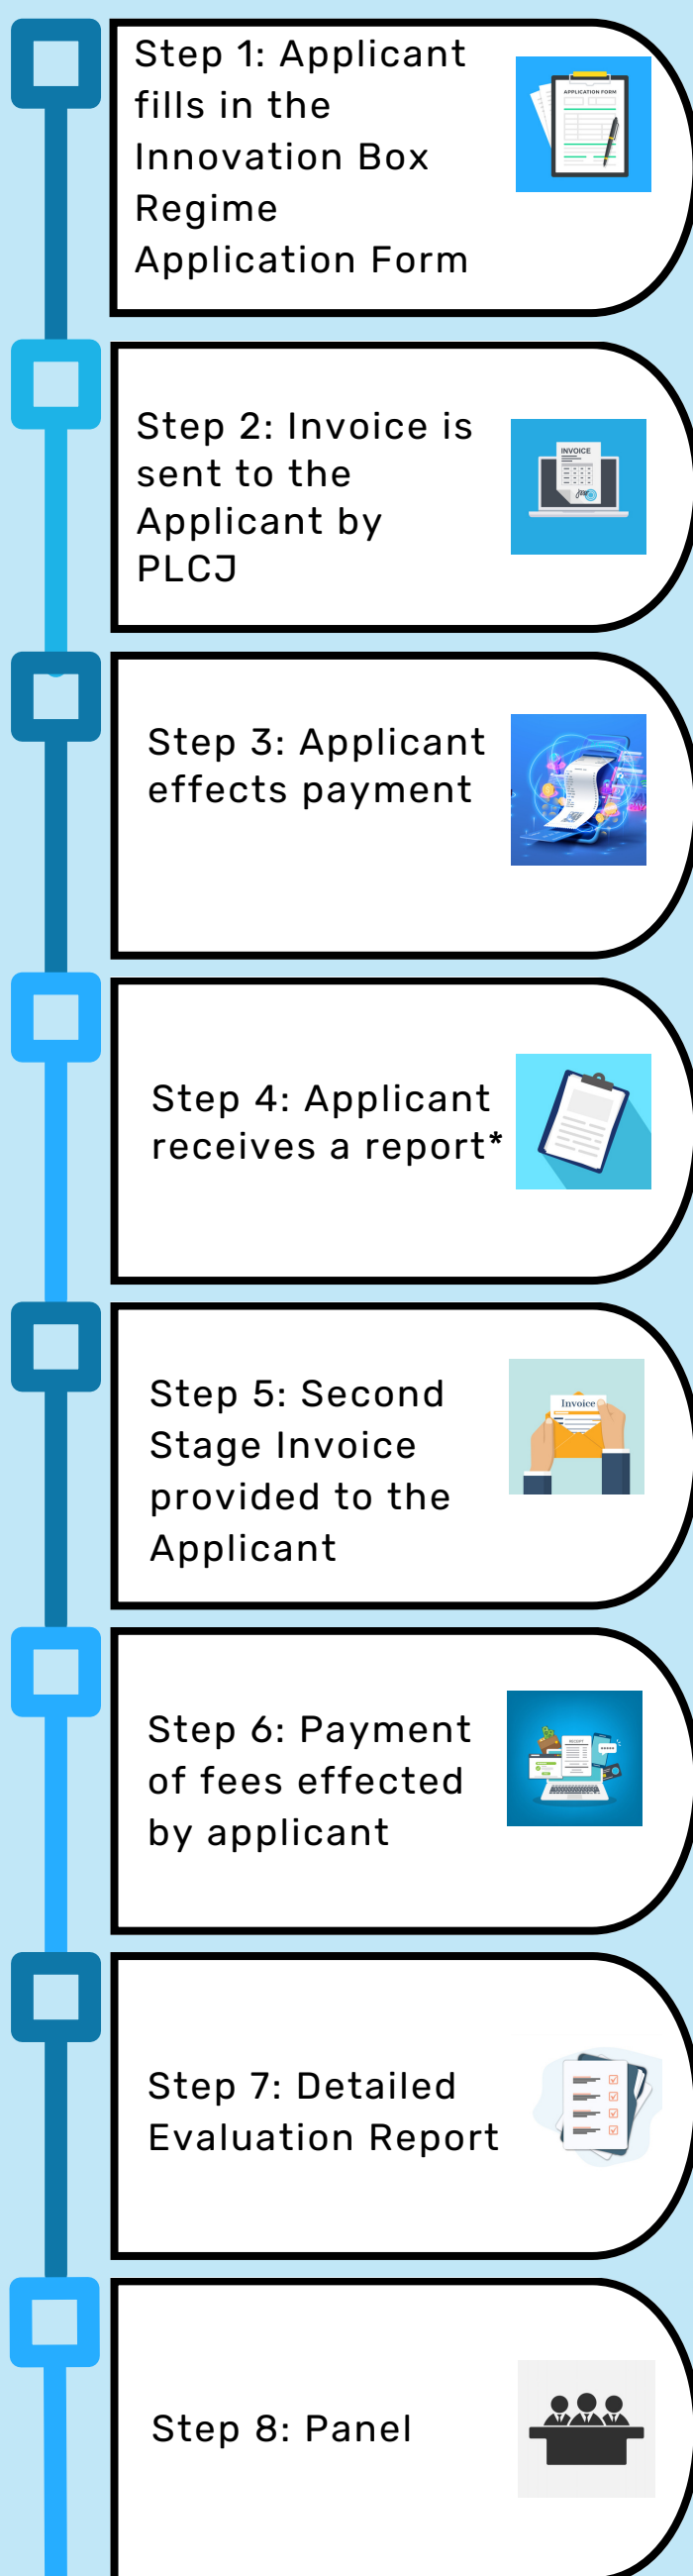 Step 1: Applicant
fills in the
Innovation Box
Regime
Application Form
APPLICATION FORM
Step 2: Invoice is
sent to the
Applicant by
PLCJ
INVOICE
Step 3: Applicant
effects payment
Step 4: Applicant
receives a report*
Step 5: Second
Stage Invoice
provided to the
Applicant
Invoice
Step 6: Payment
of fees effected
by applicant
RECEIPT
Step 7: Detailed
Evaluation Report
Step 8: Panel